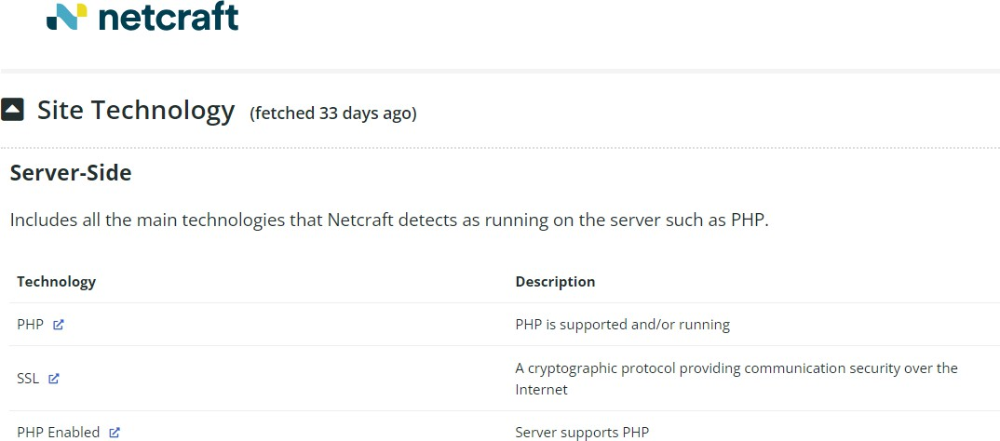 netcraft
Site Technology (fetched 33 days ago)
Server-Side
Includes all the main technologies that Netcraft detects as running on the server such as PHP.
Technology Description
PHP PHP is supported and/or running
SSL A cryptographic protocol providing communication security over the
Internet
PHP Enabled Server supports PHP